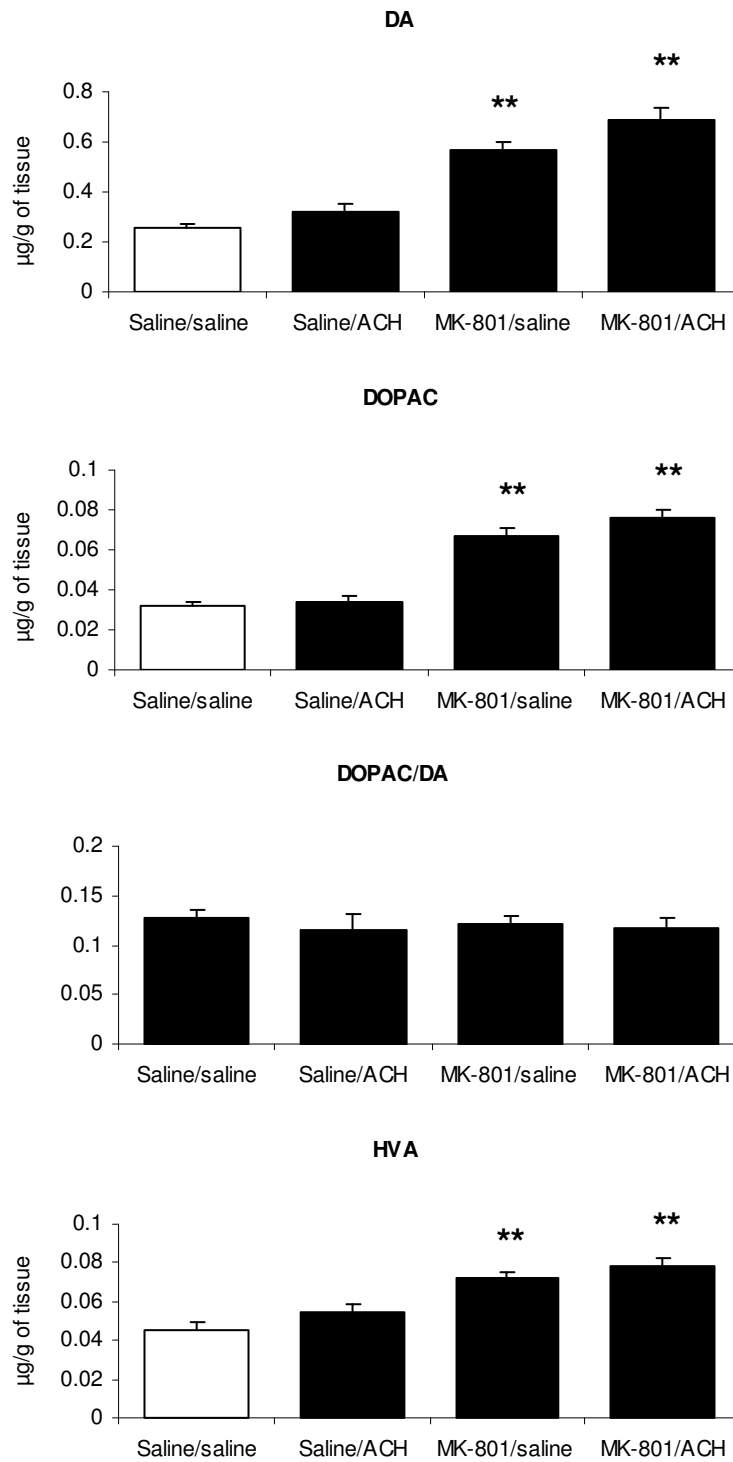 DA
**
**
0.8
0.6
0.4
0.2
0
µg/g of tissue
Saline/saline Saline/ACH MK-801/saline MK-801/ACH
DOPAC
**
**
0.1
0.08
0.06
0.04
0.02
0
µg/g of tissue
Saline/saline Saline/ACH MK-801/saline MK-801/ACH
DOPAC/DA
0.2
0.15
0.1
0.05
0
Saline/saline Saline/ACH MK-801/saline MK-801/ACH
HVA
**
**
0.1
0.08
0.06
0.04
0.02
0
µg/g of tissue
Saline/saline Saline/ACH MK-801/saline MK-801/ACH